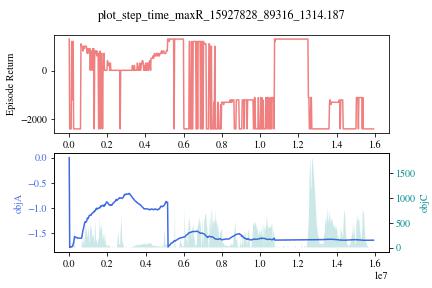 plot_step_time_maxR_15927828_89316_1314.187
Episode Return
0
−2000
0.0 0.2 0.4 0.6 0.8 1.0 1.2 1.4 1.6
objA
0.0
−0.5
−1.0
−1.5
1500
1000
500
0
objC
0.0 0.2 0.4 0.6 0.8 1.0 1.2 1.4 1.6
1e7